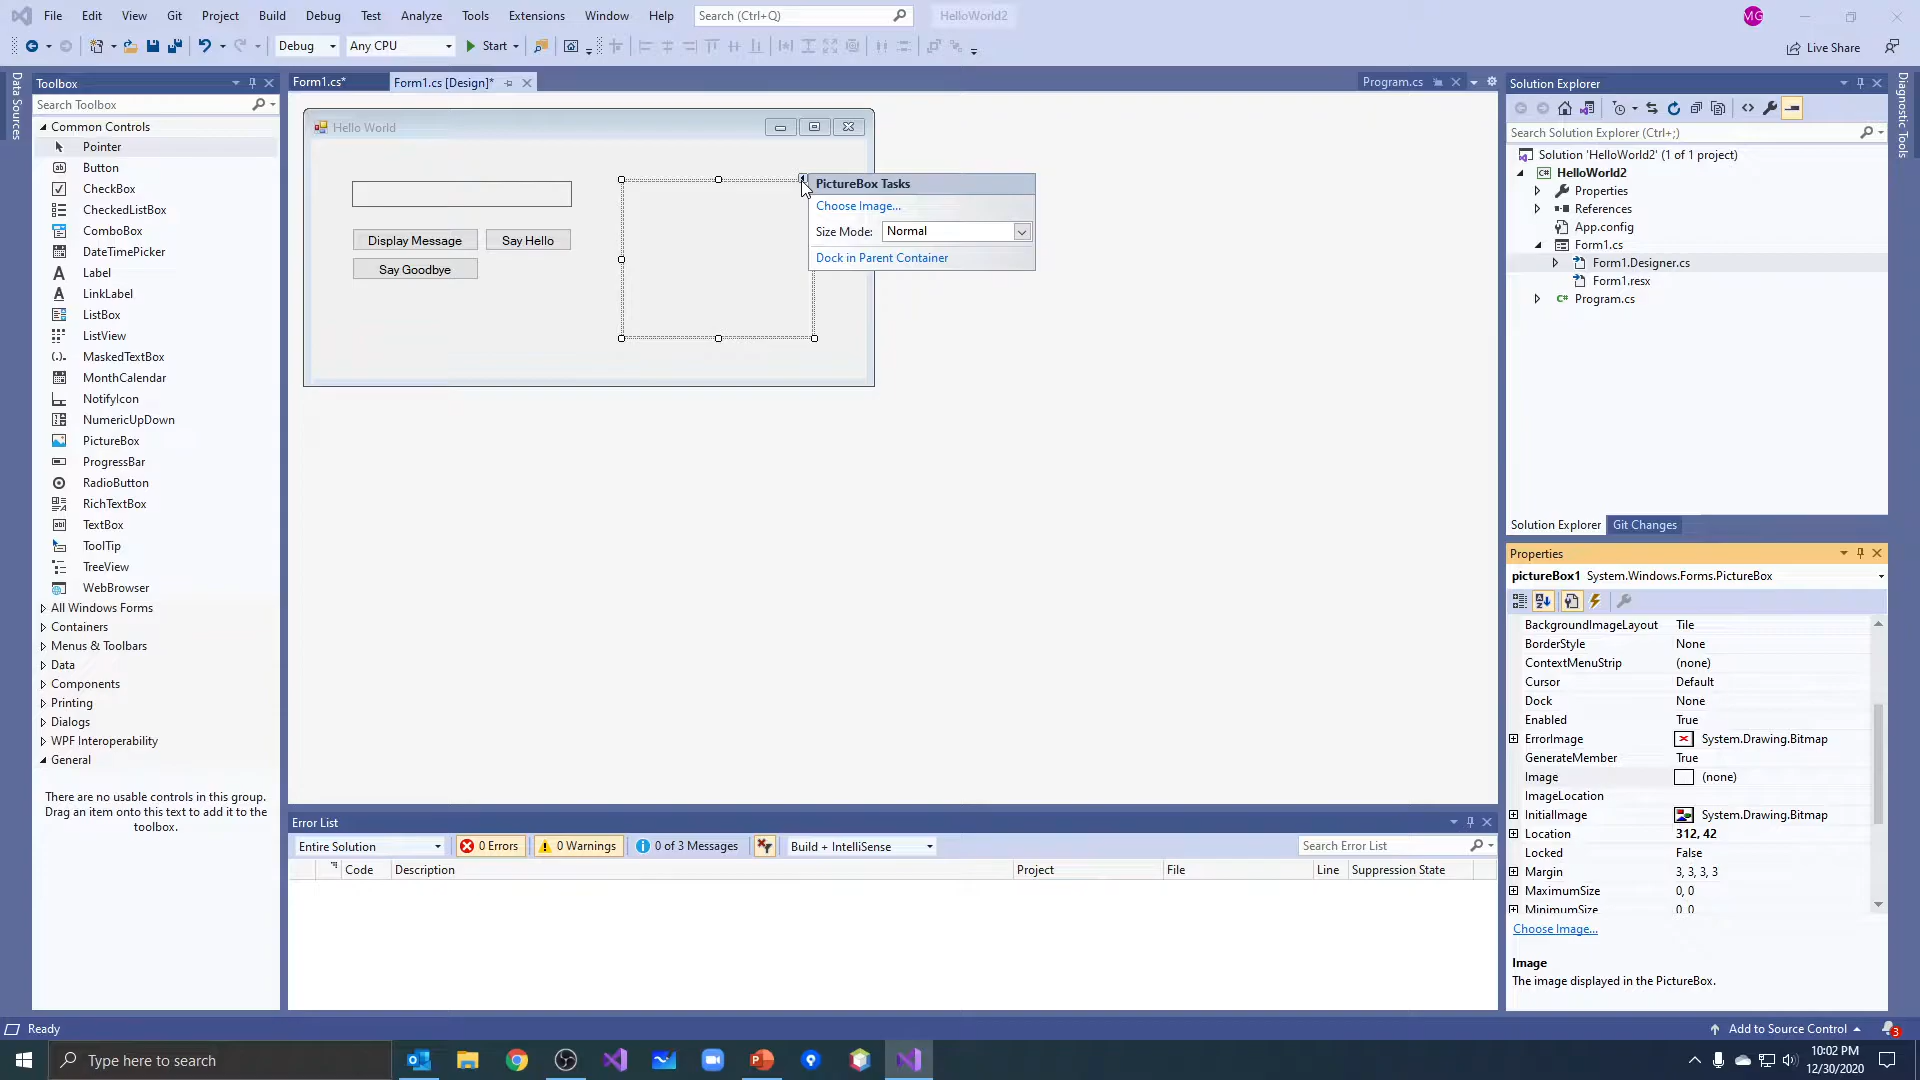 File Edit View Git Project Build Debug Test Analyze Tools Extensions Window Help Search (Ctrl+Q) HelloWorld2 MG
Debug Any CPU Start Live Share
Data Sources
Toolbox
Search Toolbox
Common Controls
Pointer
Button
CheckBox
CheckedListBox
ComboBox
DateTimePicker
Label
LinkLabel
ListBox
ListView
MaskedTextBox
MonthCalendar
NotifyIcon
NumericUpDown
PictureBox
ProgressBar
RadioButton
RichTextBox
TextBox
ToolTip
TreeView
WebBrowser
All Windows Forms
Containers
Menus & Toolbars
Data
Components
Printing
Dialogs
WPF Interoperability
General
There are no usable controls in this group.
Drag an item onto this text to add it to the
toolbox.
Form1.cs* Form1.cs [Design]* Program.cs
Hello World
Display Message Say Hello
Say Goodbye
PictureBox Tasks
Choose Image...
Size Mode: Normal
Dock in Parent Container
Error List
Entire Solution 0 Errors 0 Warnings 0 of 3 Messages Build + IntelliSense Search Error List
Code Description Project File Line Suppression State
Solution Explorer
Search Solution Explorer (Ctrl+;)
Solution 'HelloWorld2' (1 of 1 project)
HelloWorld2
Properties
References
App.config
Form1.cs
Form1.Designer.cs
Form1.resx
Program.cs
Solution Explorer Git Changes
Diagnostic Tools
Properties
pictureBox1 System.Windows.Forms.PictureBox
BackgroundImageLayout Tile
BorderStyle None
ContextMenuStrip (none)
Cursor Default
Dock None
Enabled True
ErrorImage System.Drawing.Bitmap
GenerateMember True
Image (none)
ImageLocation
InitialImage System.Drawing.Bitmap
Location 312, 42
Locked False
Margin 3, 3, 3, 3
MaximumSize 0, 0
MinimumSize 0, 0
Choose Image...
Image
The image displayed in the PictureBox.
Ready Add to Source Control 3
Type here to search
10:02 PM
12/30/2020